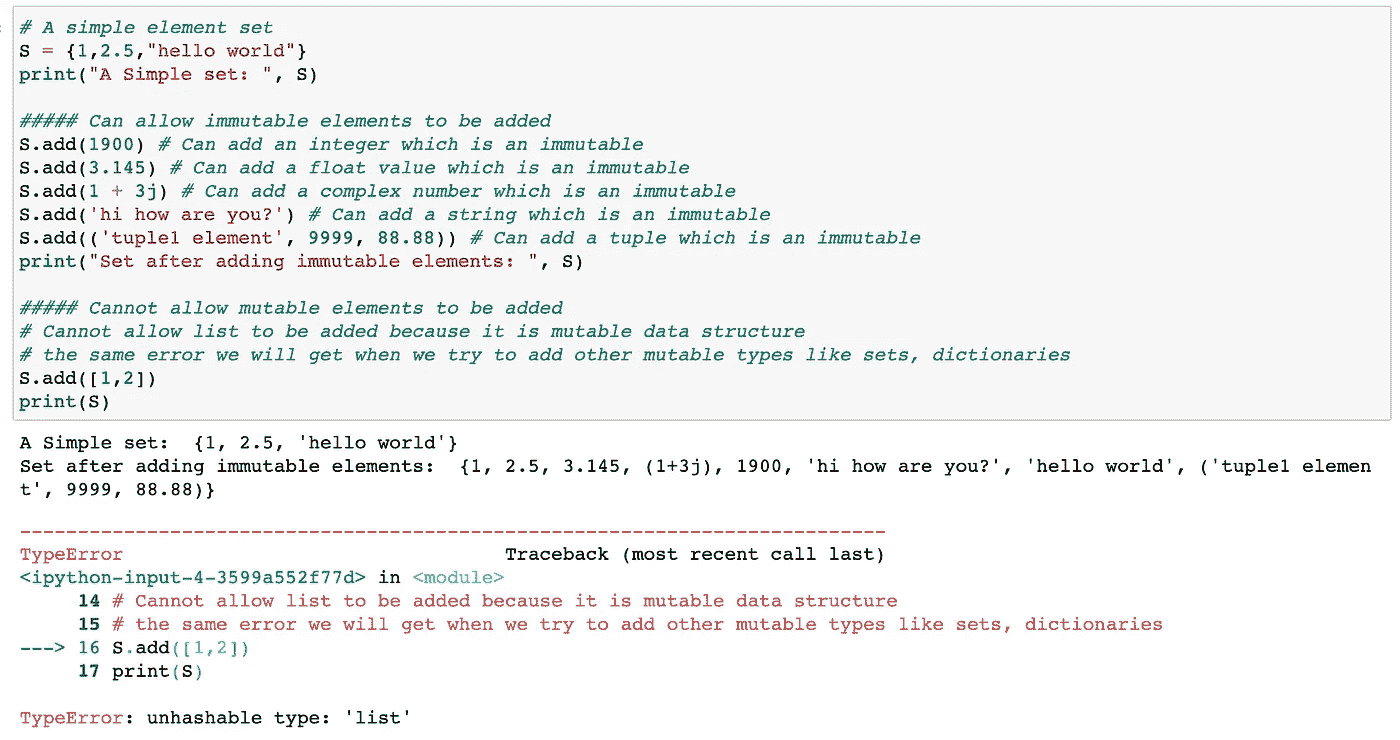 # A simple element set
S = {1,2.5,"hello world"}
print("A Simple set: ", S)
##### Can allow immutable elements to be added
S.add(1900) # Can add an integer which is an immutable
S.add(3.145) # Can add a float value which is an immutable
S.add(1 + 3j) # Can add a complex number which is an immutable
S.add('hi how are you?') # Can add a string which is an immutable
S.add(('tuple1 element', 9999, 88.88)) # Can add a tuple which is an immutable
print("Set after adding immutable elements: ", S)
##### Cannot allow mutable elements to be added
# Cannot allow list to be added because it is mutable data structure
# the same error we will get when we try to add other mutable types like sets, dictionaries
S.add([1,2])
print(S)
A Simple set:  {1, 2.5, 'hello world'}
Set after adding immutable elements:  {1, 2.5, 3.145, (1+3j), 1900, 'hi how are you?', 'hello world', ('tuple1 elemen
t', 9999, 88.88)}
---------------------------------------------------------------------------
TypeError                                 Traceback (most recent call last)
<ipython-input-4-3599a552f77d> in <module>
     14 # Cannot allow list to be added because it is mutable data structure
     15 # the same error we will get when we try to add other mutable types like sets, dictionaries
---> 16 S.add([1,2])
     17 print(S)
TypeError: unhashable type: 'list'